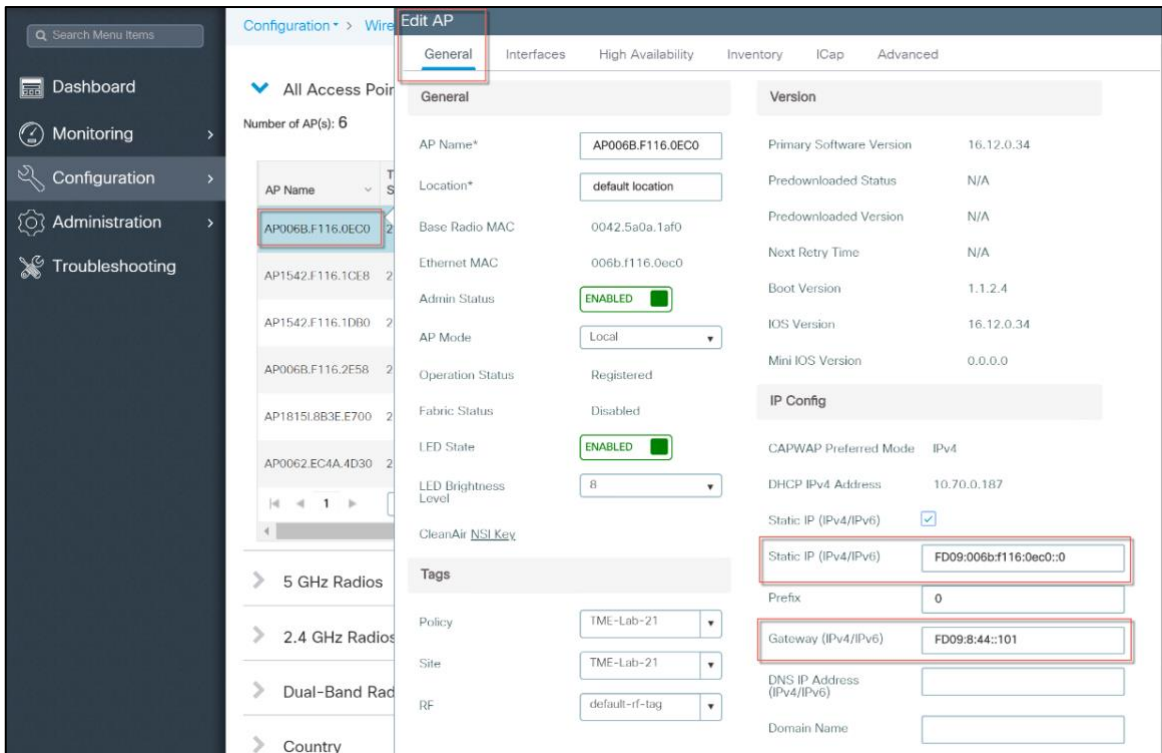 Search Menu Items
Dashboard
Monitoring
Configuration
Administration
Troubleshooting
Configuration > Wire
All Access Poir
Number of AP(s): 6
AP Name
T
S
AP006B.F116.0EC0 2
AP1542.F116.1CE8 2
AP1542.F116.1DB0 2
AP006B.F116.2E58 2
AP1815I.8B3E.E700 2
AP0062.EC4A.4D30 2
1
5 GHz Radios
2.4 GHz Radios
Dual-Band Rad
Country
Edit AP
General Interfaces High Availability Inventory ICap Advanced
General
AP Name* AP006B.F116.0EC0
Location* default location
Base Radio MAC 0042.5a0a.1af0
Ethernet MAC 006b.f116.0ec0
Admin Status ENABLED
AP Mode Local
Operation Status Registered
Fabric Status Disabled
LED State ENABLED
LED Brightness
Level
8
CleanAir NSI Key
Tags
Policy TME-Lab-21
Site TME-Lab-21
RF default-rf-tag
Version
Primary Software Version 16.12.0.34
Predownloaded Status N/A
Predownloaded Version N/A
Next Retry Time N/A
Boot Version 1.1.2.4
IOS Version 16.12.0.34
Mini IOS Version 0.0.0.0
IP Config
CAPWAP Preferred Mode IPv4
DHCP IPv4 Address 10.70.0.187
Static IP (IPv4/IPv6)
Static IP (IPv4/IPv6) FD09:006b:f116:0ec0::0
Prefix 0
Gateway (IPv4/IPv6) FD09:8:44::101
DNS IP Address
(IPv4/IPv6)
Domain Name